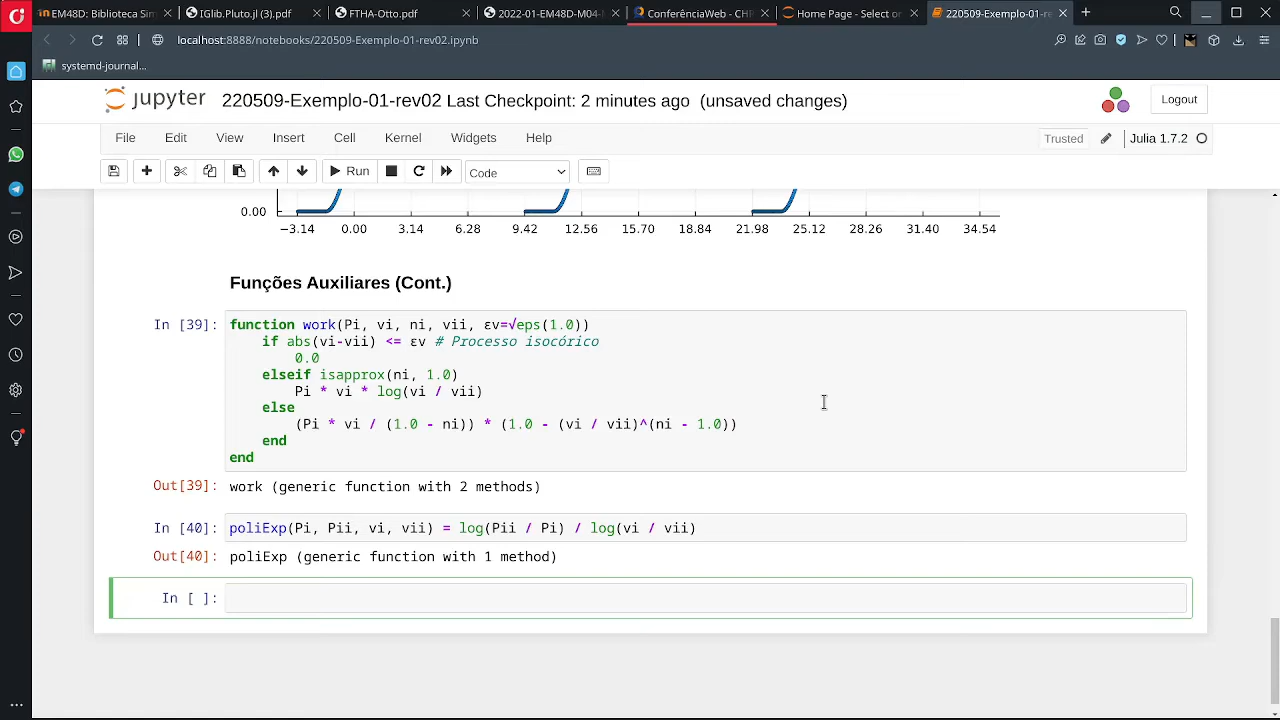 EM48D: Biblioteca Sim
IGlib.Pluto.jl (3).pdf
FTHA-Otto.pdf
2022-01-EM48D-M04-
ConferênciaWeb - CHI
Home Page - Select or
220509-Exemplo-01-re
localhost:8888/notebooks/220509-Exemplo-01-rev02.ipynb
systemd-journal...
jupyter 220509-Exemplo-01-rev02 Last Checkpoint: 2 minutes ago (unsaved changes)
Logout
File Edit View Insert Cell Kernel Widgets Help
Trusted
Julia 1.7.2
Run
Code
0.00
−3.14 0.00 3.14 6.28 9.42 12.56 15.70 18.84 21.98 25.12 28.26 31.40 34.54
Funções Auxiliares (Cont.)
In [39]: function work(Pi, vi, ni, vii, εv=√eps(1.0))
if abs(vi-vii) <= εv # Processo isocórico
0.0
elseif isapprox(ni, 1.0)
Pi * vi * log(vi / vii)
else
(Pi * vi / (1.0 - ni)) * (1.0 - (vi / vii)^(ni - 1.0))
end
end
Out[39]: work (generic function with 2 methods)
In [40]: poliExp(Pi, Pii, vi, vii) = log(Pii / Pi) / log(vi / vii)
Out[40]: poliExp (generic function with 1 method)
In [ ]: